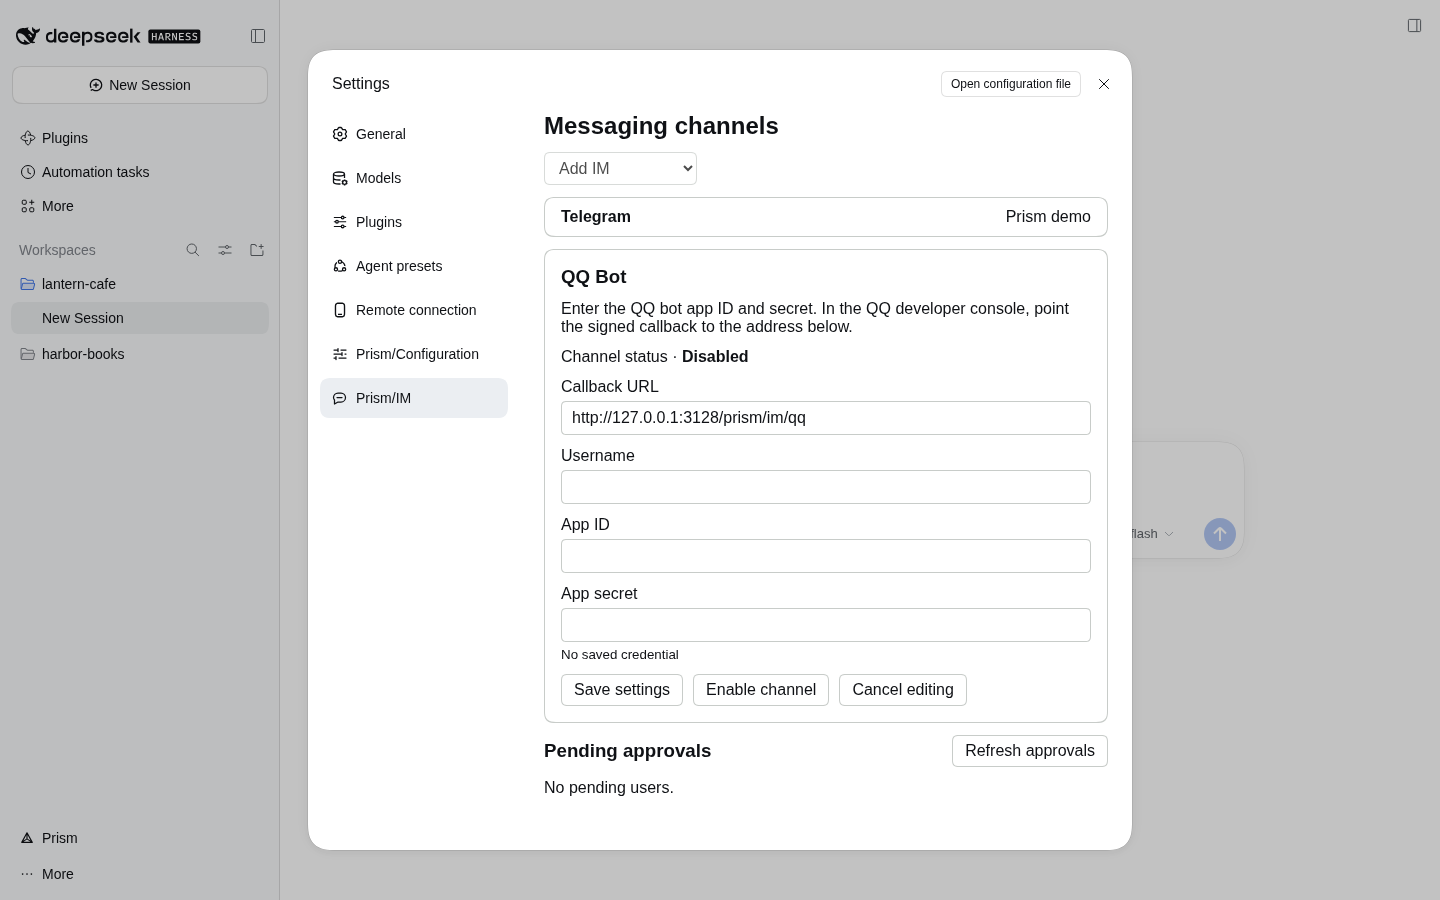 deepseek HARNESS
New Session
Plugins
Automation tasks
More
Workspaces
lantern-cafe
New Session
harbor-books
Prism
More
Settings
Open configuration file
General
Models
Plugins
Agent presets
Remote connection
Prism/Configuration
Prism/IM
Messaging channels
Add IM
Telegram
Prism demo
QQ Bot
Enter the QQ bot app ID and secret. In the QQ developer console, point
the signed callback to the address below.
Channel status · Disabled
Callback URL
http://127.0.0.1:3128/prism/im/qq
Username
App ID
App secret
No saved credential
Save settings
Enable channel
Cancel editing
Pending approvals
Refresh approvals
No pending users.
flash